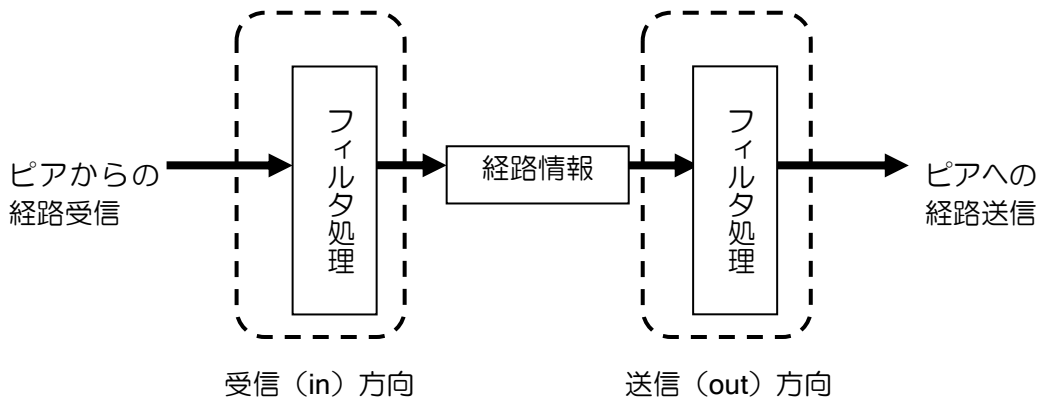 ピアからの
経路受信
フィルタ処理
経路情報
フィルタ処理
ピアへの
経路送信
受信（in）方向
送信（out）方向